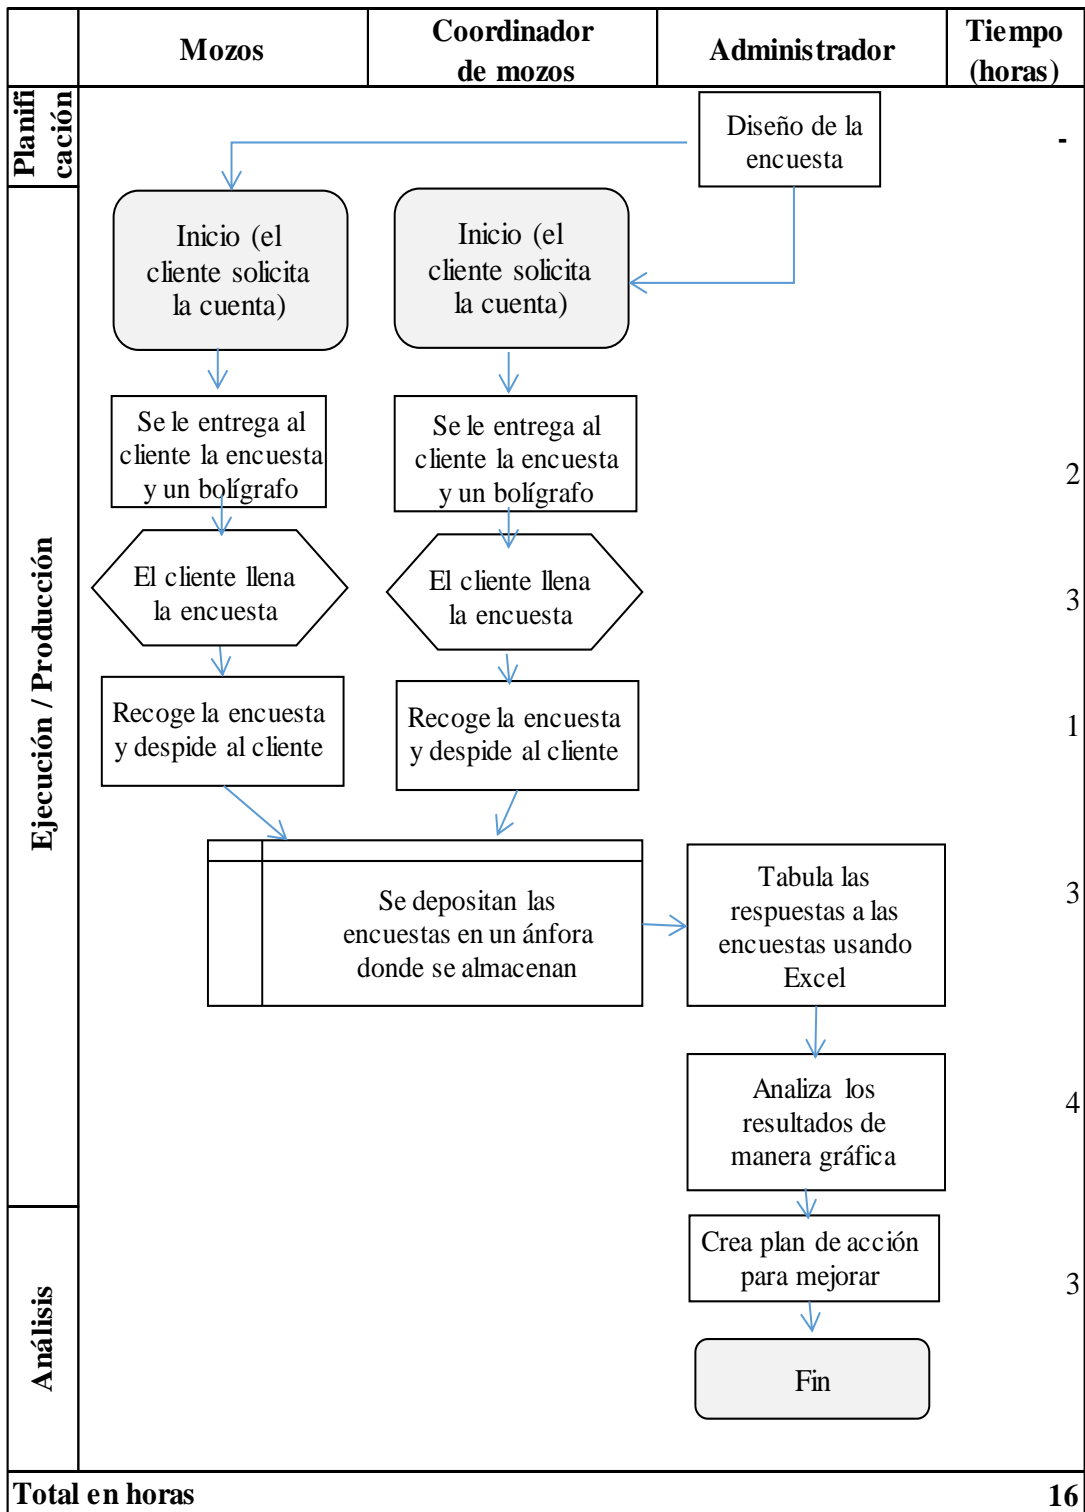 Mozos
Coordinador
de mozos
Administrador
Tiempo
(horas)
Planifi
cación
Diseño de la
encuesta
-
Ejecución / Producción
Inicio (el
cliente solicita
la cuenta)
Inicio (el
cliente solicita
la cuenta)
Se le entrega al
cliente la encuesta
y un bolígrafo
Se le entrega al
cliente la encuesta
y un bolígrafo
2
El cliente llena
la encuesta
El cliente llena
la encuesta
3
Recoge la encuesta
y despide al cliente
Recoge la encuesta
y despide al cliente
1
Se depositan las
encuestas en un ánfora
donde se almacenan
Tabula las
respuestas a las
encuestas usando
Excel
3
Analiza los
resultados de
manera gráfica
4
Análisis
Crea plan de acción
para mejorar
3
Fin
Total en horas
16